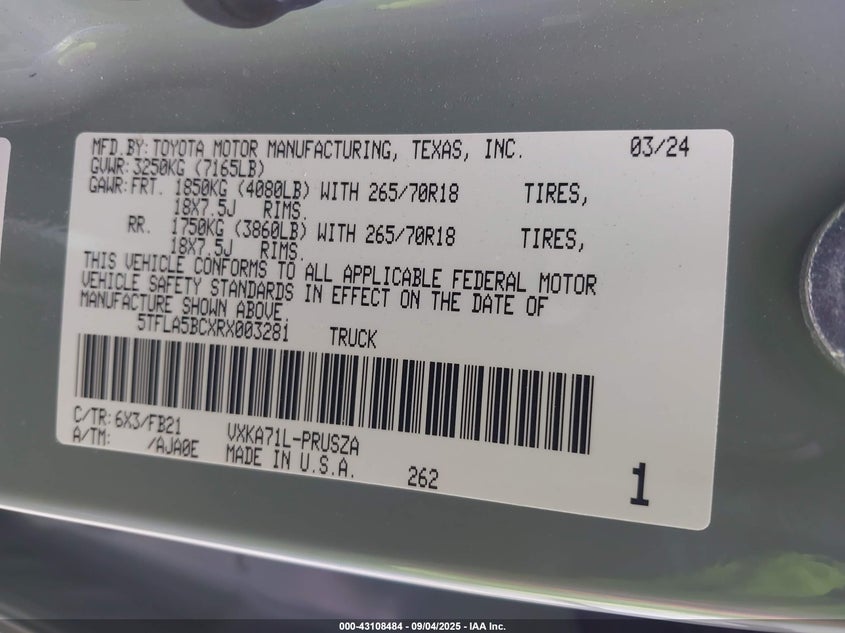 MFD.BY:TOYOTA MOTOR MANUFACTURING, TEXAS, INC. 03/24
GVWR:3250KG (7165LB)
GAWR:FRT. 1850KG (4080LB) WITH 265/70R18 TIRES,
18X7.5J RIMS.
RR. 1750KG (3860LB) WITH 265/70R18 TIRES,
18X7.5J RIMS.
THIS VEHICLE CONFORMS TO ALL APPLICABLE FEDERAL MOTOR
VEHICLE SAFETY STANDARDS IN EFFECT ON THE DATE OF
MANUFACTURE SHOWN ABOVE.
5TFLA5BCXRX003281 TRUCK
C/TR:6X3/FB21 VXKA71L-PRUSZA
A/TM: /AJA0E MADE IN U.S.A. 262 1
000-43108484 - 09/04/2025 - IAA Inc.